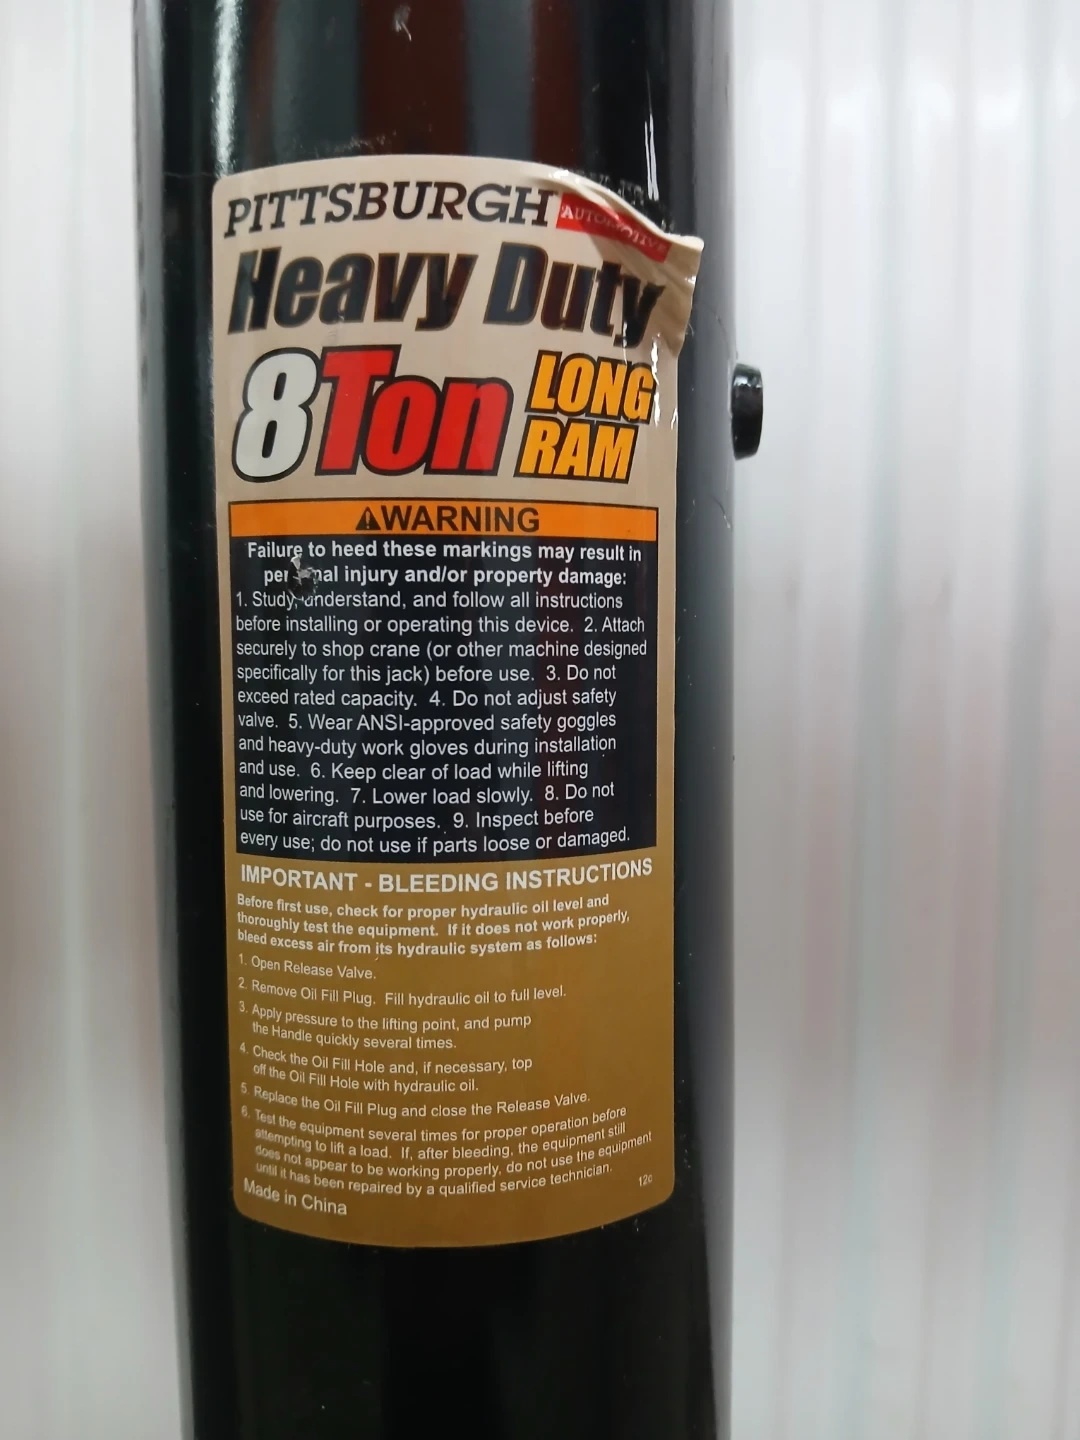 PITTSBURGH AUTOMOTIVE
Heavy Duty
8 Ton LONG RAM
WARNING
Failure to heed these markings may result in
injury and/or property damage:
1. Study, understand, and follow all instructions
before installing or operating this device. 2. Attach
securely to shop crane (or other machine designed
specifically for this jack) before use. 3. Do not
exceed rated capacity. 4. Do not adjust safety
valve. 5. Wear ANSI-approved safety goggles
and heavy-duty work gloves during installation
and use. 6. Keep clear of load while lifting
and lowering. 7. Lower load slowly. 8. Do not
use for aircraft purposes. 9. Inspect before
every use; do not use if parts loose or damaged.
IMPORTANT - BLEEDING INSTRUCTIONS
Before first use, check for proper hydraulic oil level and
thoroughly test the equipment. If it does not work properly,
bleed excess air from its hydraulic system as follows:
1. Open Release Valve.
2. Remove Oil Fill Plug. Fill hydraulic oil to full level.
3. Apply pressure to the lifting point, and pump
the Handle quickly several times.
4. Check the Oil Fill Hole and, if necessary, top
off the Oil Fill Hole with hydraulic oil.
5. Replace the Oil Fill Plug and close the Release Valve.
6. Test the equipment several times for proper operation before
attempting to lift a load. If, after bleeding, the equipment still
does not appear to be working properly, do not use the equipment
until it has been repaired by a qualified service technician.
Made in China
12c